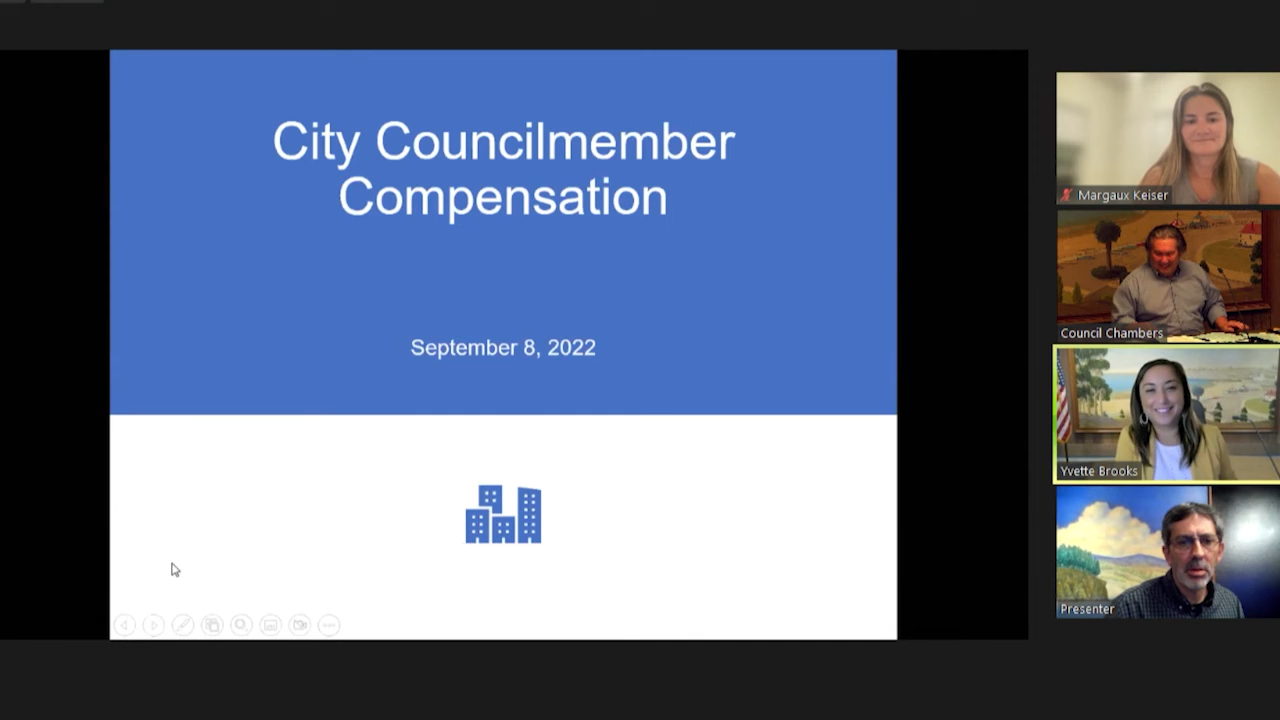 City Councilmember
Compensation
September 8, 2022
Margaux Keiser
Council Chambers
Yvette Brooks
Presenter